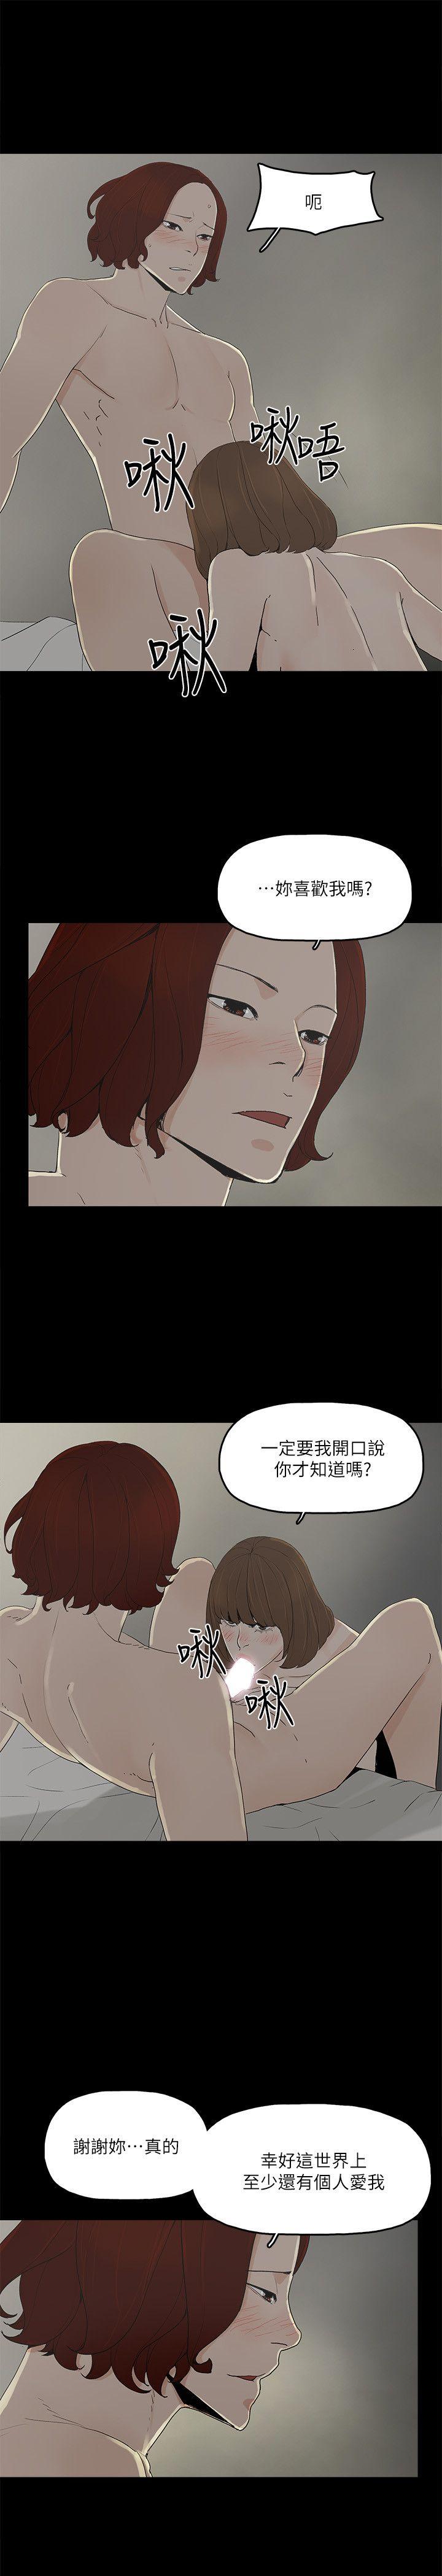 呃
啾唔
啾
啾
…妳喜歡我嗎?
一定要我開口說
你才知道嗎?
啾
啾
謝謝妳…真的
幸好這世界上
至少還有個人愛我